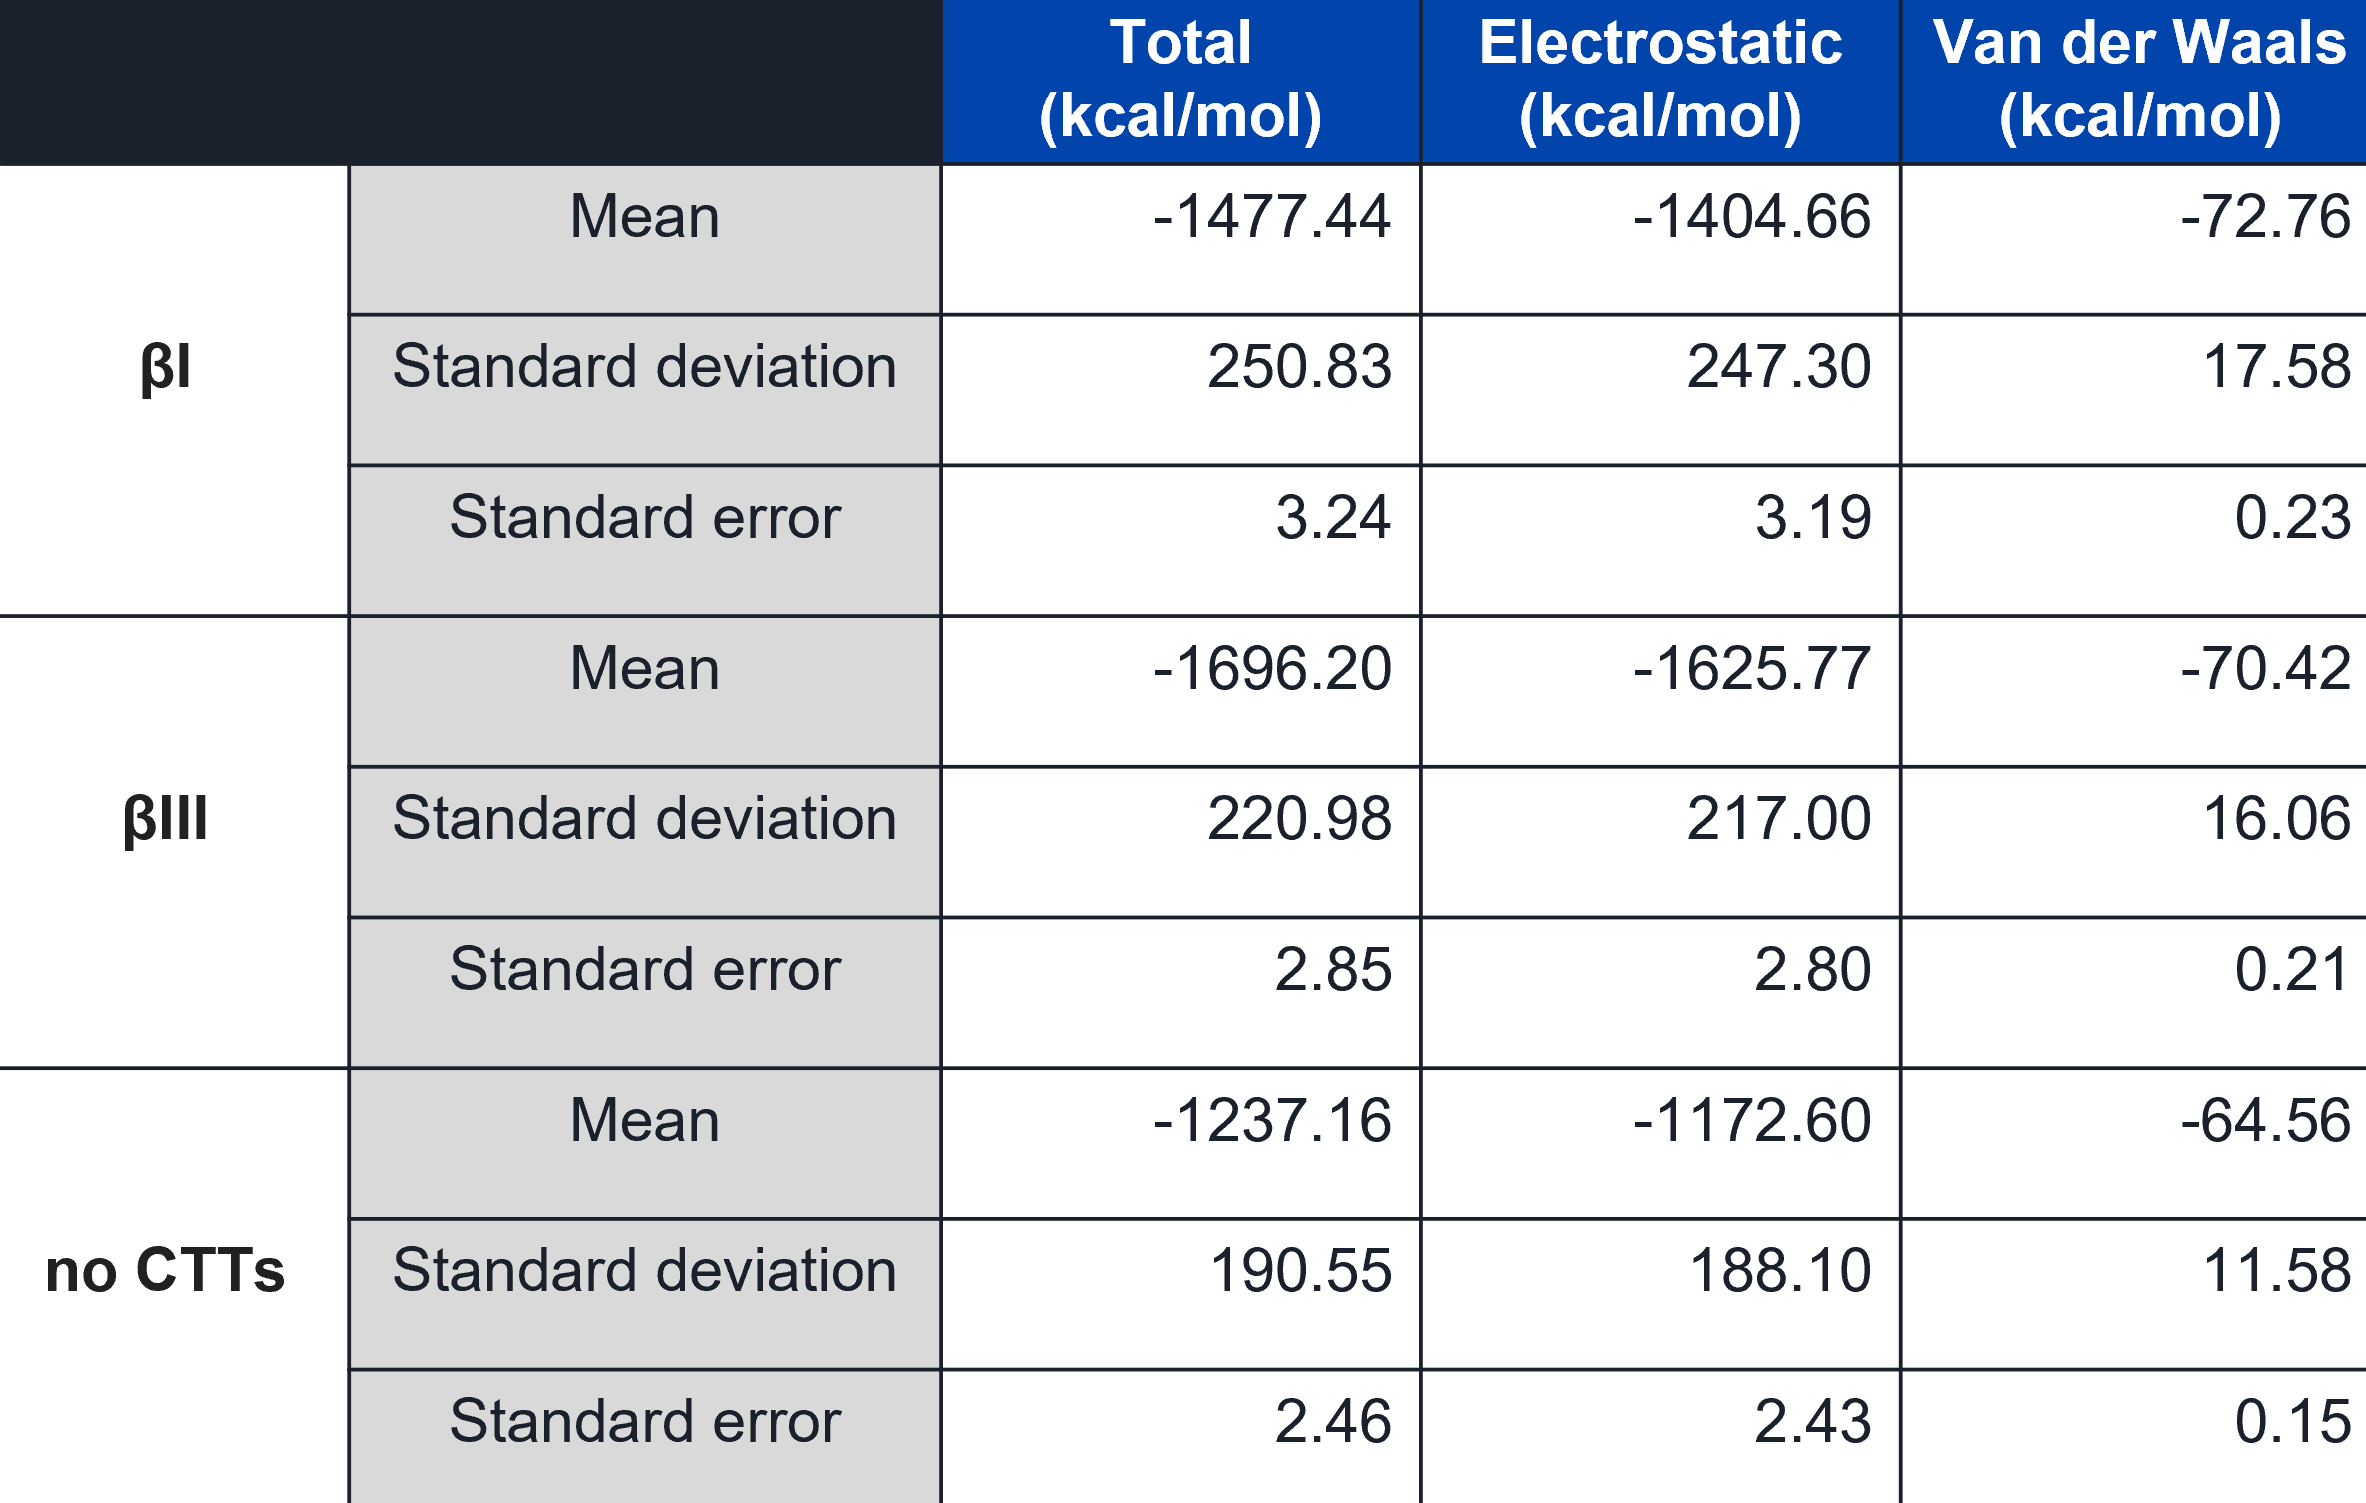 Total Electrostatic Van der Waals
(kcal/mol) (kcal/mol) (kcal/mol)
Mean -1477.44 -1404.66 -72.76
βI Standard deviation 250.83 247.30 17.58
Standard error 3.24 3.19 0.23
Mean -1696.20 -1625.77 -70.42
βIII Standard deviation 220.98 217.00 16.06
Standard error 2.85 2.80 0.21
Mean -1237.16 -1172.60 -64.56
no CTTs Standard deviation 190.55 188.10 11.58
Standard error 2.46 2.43 0.15